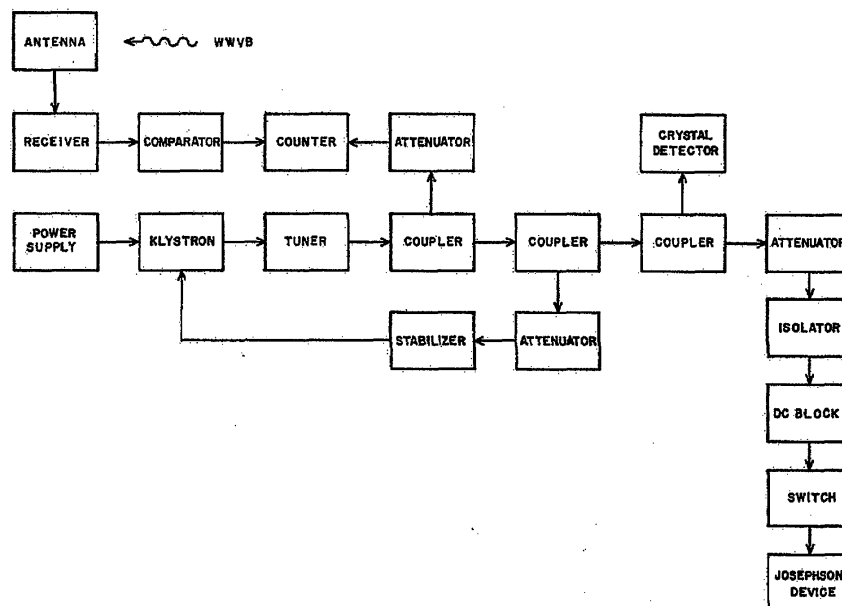 ANTENNA
WWVB
RECEIVER
COMPARATOR
COUNTER
ATTENUATOR
CRYSTAL
DETECTOR
POWER
SUPPLY
KLYSTRON
TUNER
COUPLER
COUPLER
COUPLER
ATTENUATOR
STABILIZER
ATTENUATOR
ISOLATOR
DC BLOCK
SWITCH
JOSEPHSON
DEVICE